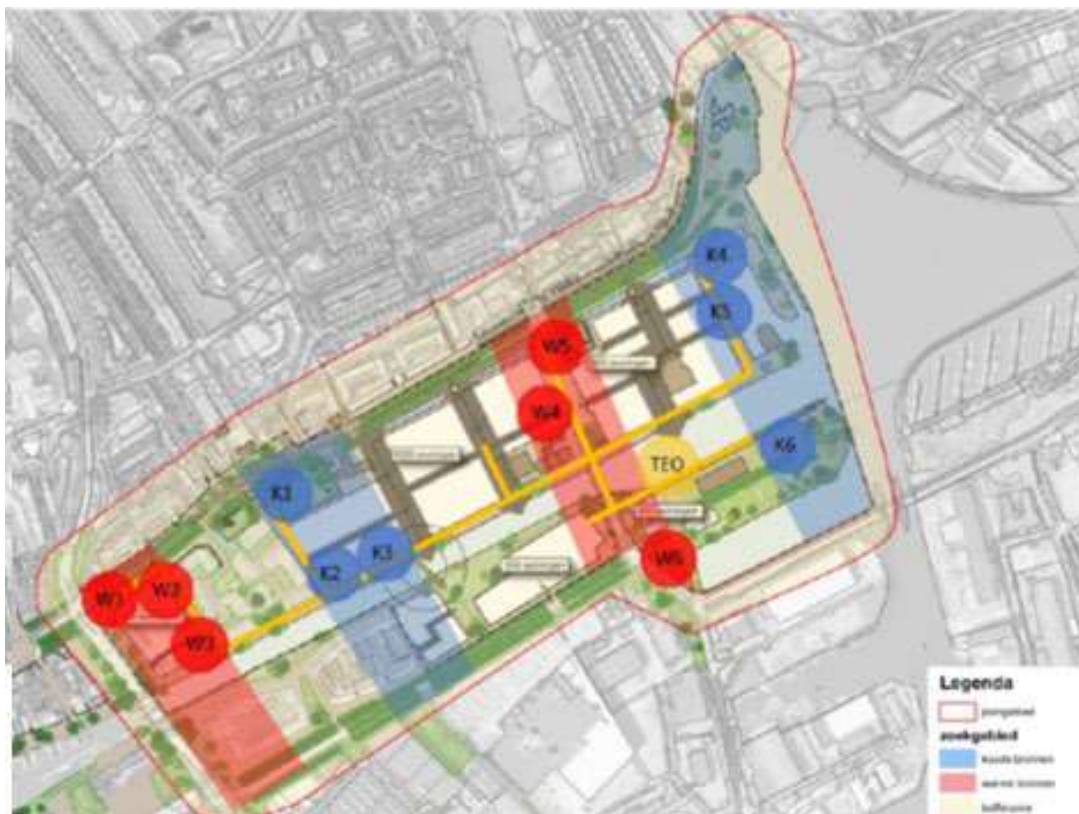 K4
K5
W5
W4
K6
TEO
K1
K3
K2
W6
W1
W2
W3
Legenda
plangebied
zoekgebied
koude bronnen
warme bronnen
bufferzone